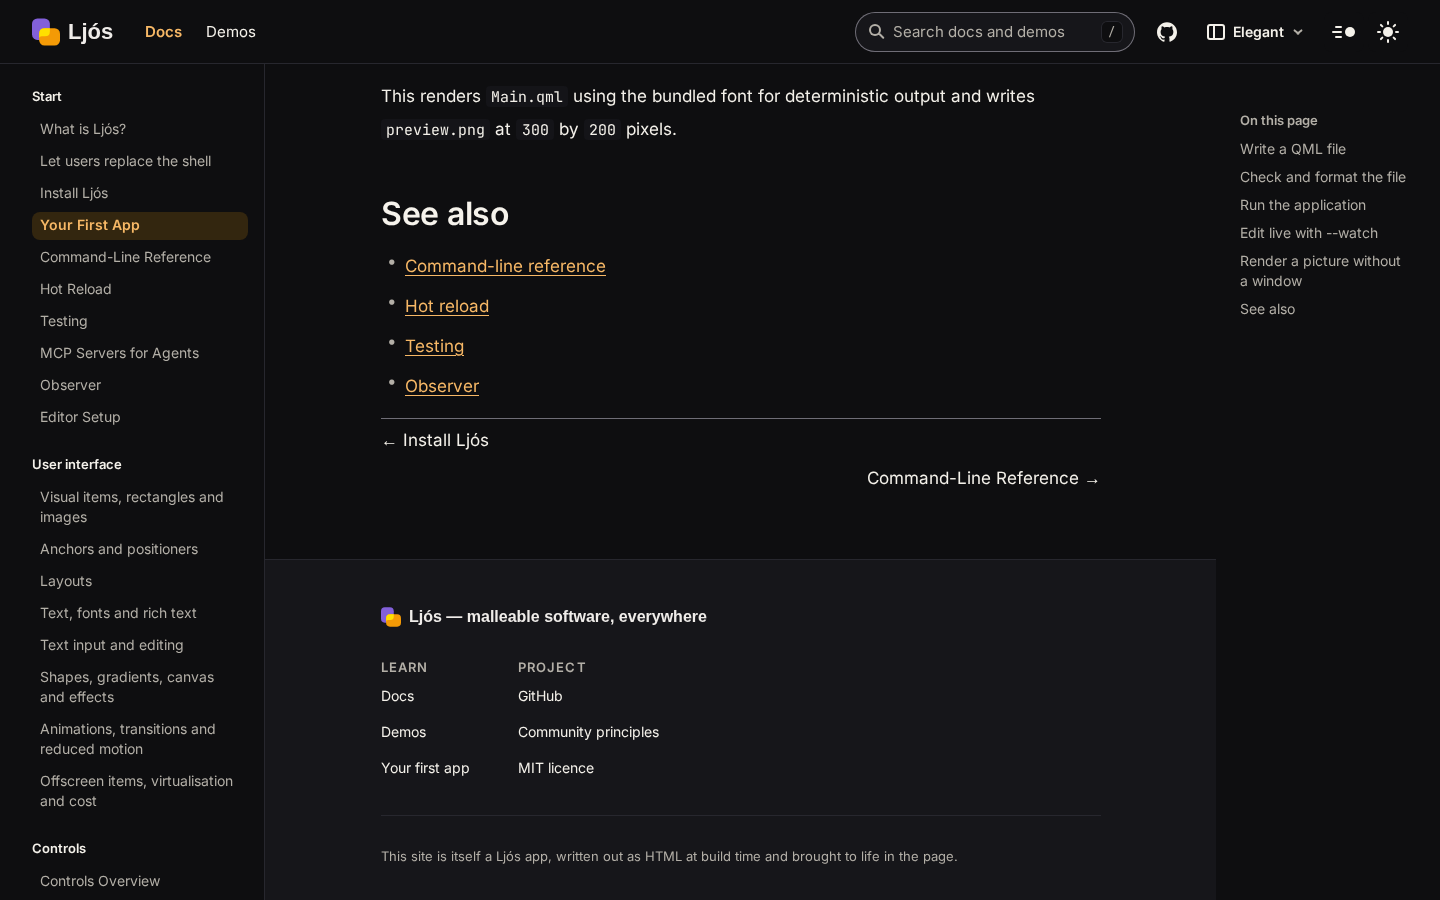 Ljós
Docs
Demos
Search docs and demos
/
Elegant
Start
What is Ljós?
Let users replace the shell
Install Ljós
Your First App
Command-Line Reference
Hot Reload
Testing
MCP Servers for Agents
Observer
Editor Setup
User interface
Visual items, rectangles and
images
Anchors and positioners
Layouts
Text, fonts and rich text
Text input and editing
Shapes, gradients, canvas
and effects
Animations, transitions and
reduced motion
Offscreen items, virtualisation
and cost
Controls
Controls Overview
This renders Main.qml using the bundled font for deterministic output and writes
preview.png at 300 by 200 pixels.
See also
• Command-line reference
• Hot reload
• Testing
• Observer
← Install Ljós
Command-Line Reference →
Ljós — malleable software, everywhere
LEARN
Docs
Demos
Your first app
PROJECT
GitHub
Community principles
MIT licence
This site is itself a Ljós app, written out as HTML at build time and brought to life in the page.
On this page
Write a QML file
Check and format the file
Run the application
Edit live with --watch
Render a picture without
a window
See also